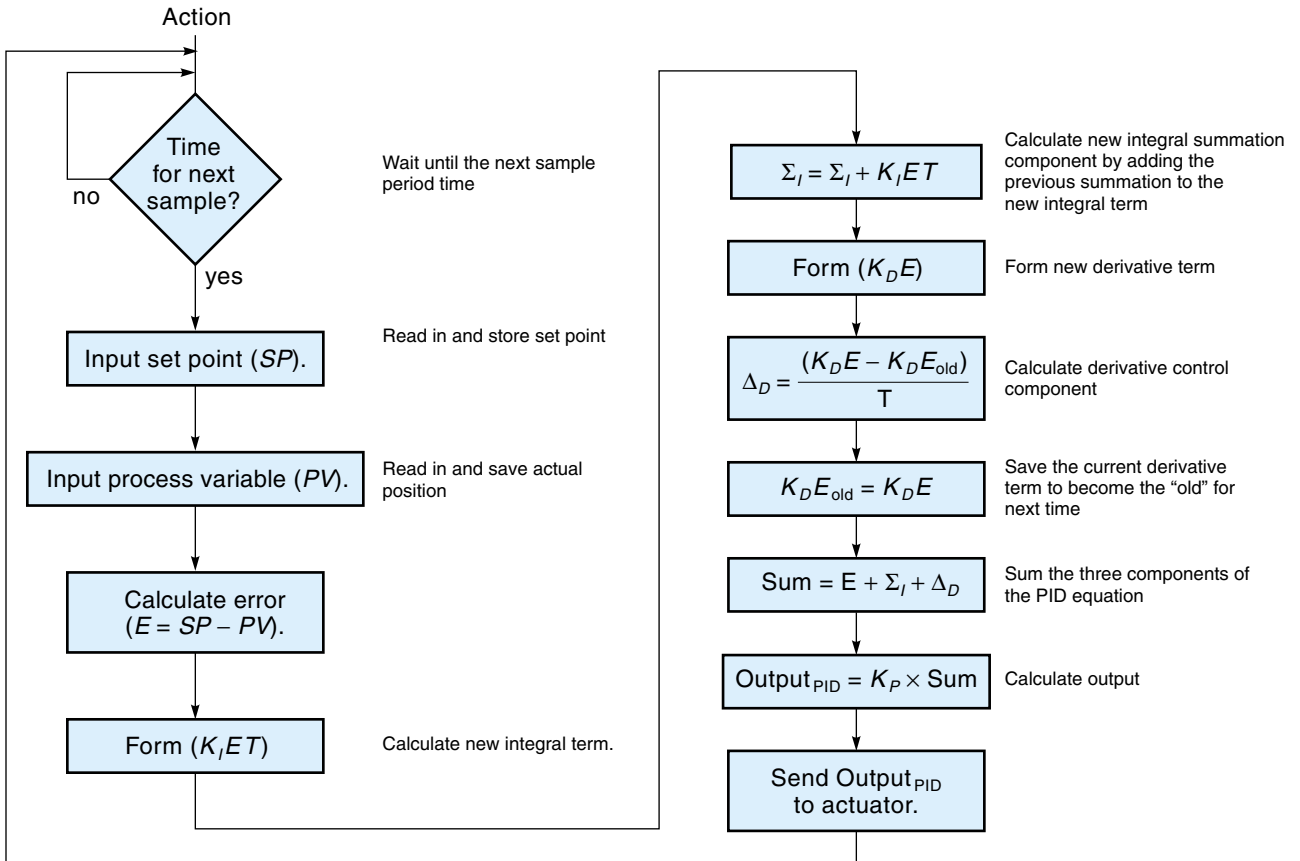 Action
Time
for next
sample?
no
yes
Wait until the next sample
period time
Input set point (SP).
Read in and store set point
Input process variable (PV).
Read in and save actual
position
Calculate error
(E = SP − PV).
Form (K_I ET)
Calculate new integral term.
Σ_I = Σ_I + K_I ET
Calculate new integral summation
component by adding the
previous summation to the
new integral term
Form (K_D E)
Form new derivative term
Δ_D = (K_D E − K_D E_old) / T
Calculate derivative control
component
K_D E_old = K_D E
Save the current derivative
term to become the “old” for
next time
Sum = E + Σ_I + Δ_D
Sum the three components of
the PID equation
Output_PID = K_P × Sum
Calculate output
Send Output_PID
to actuator.